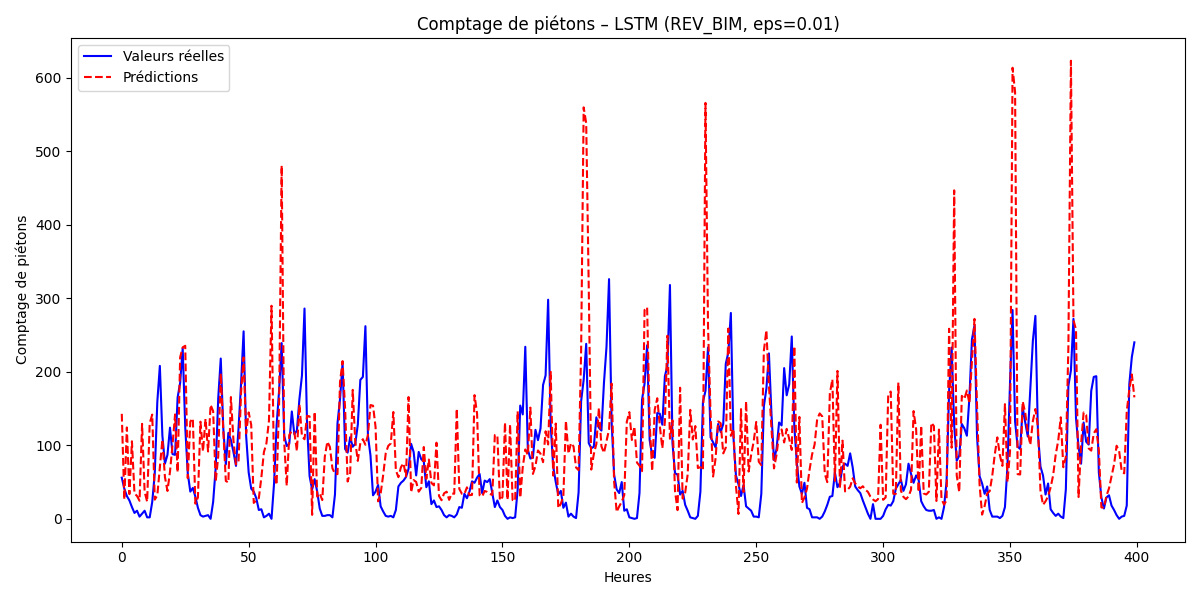 Comptage de piétons – LSTM (REV_BIM, eps=0.01)
Valeurs réelles
Prédictions
Comptage de piétons
600
500
400
300
200
100
0
0 50 100 150 200 250 300 350 400
Heures